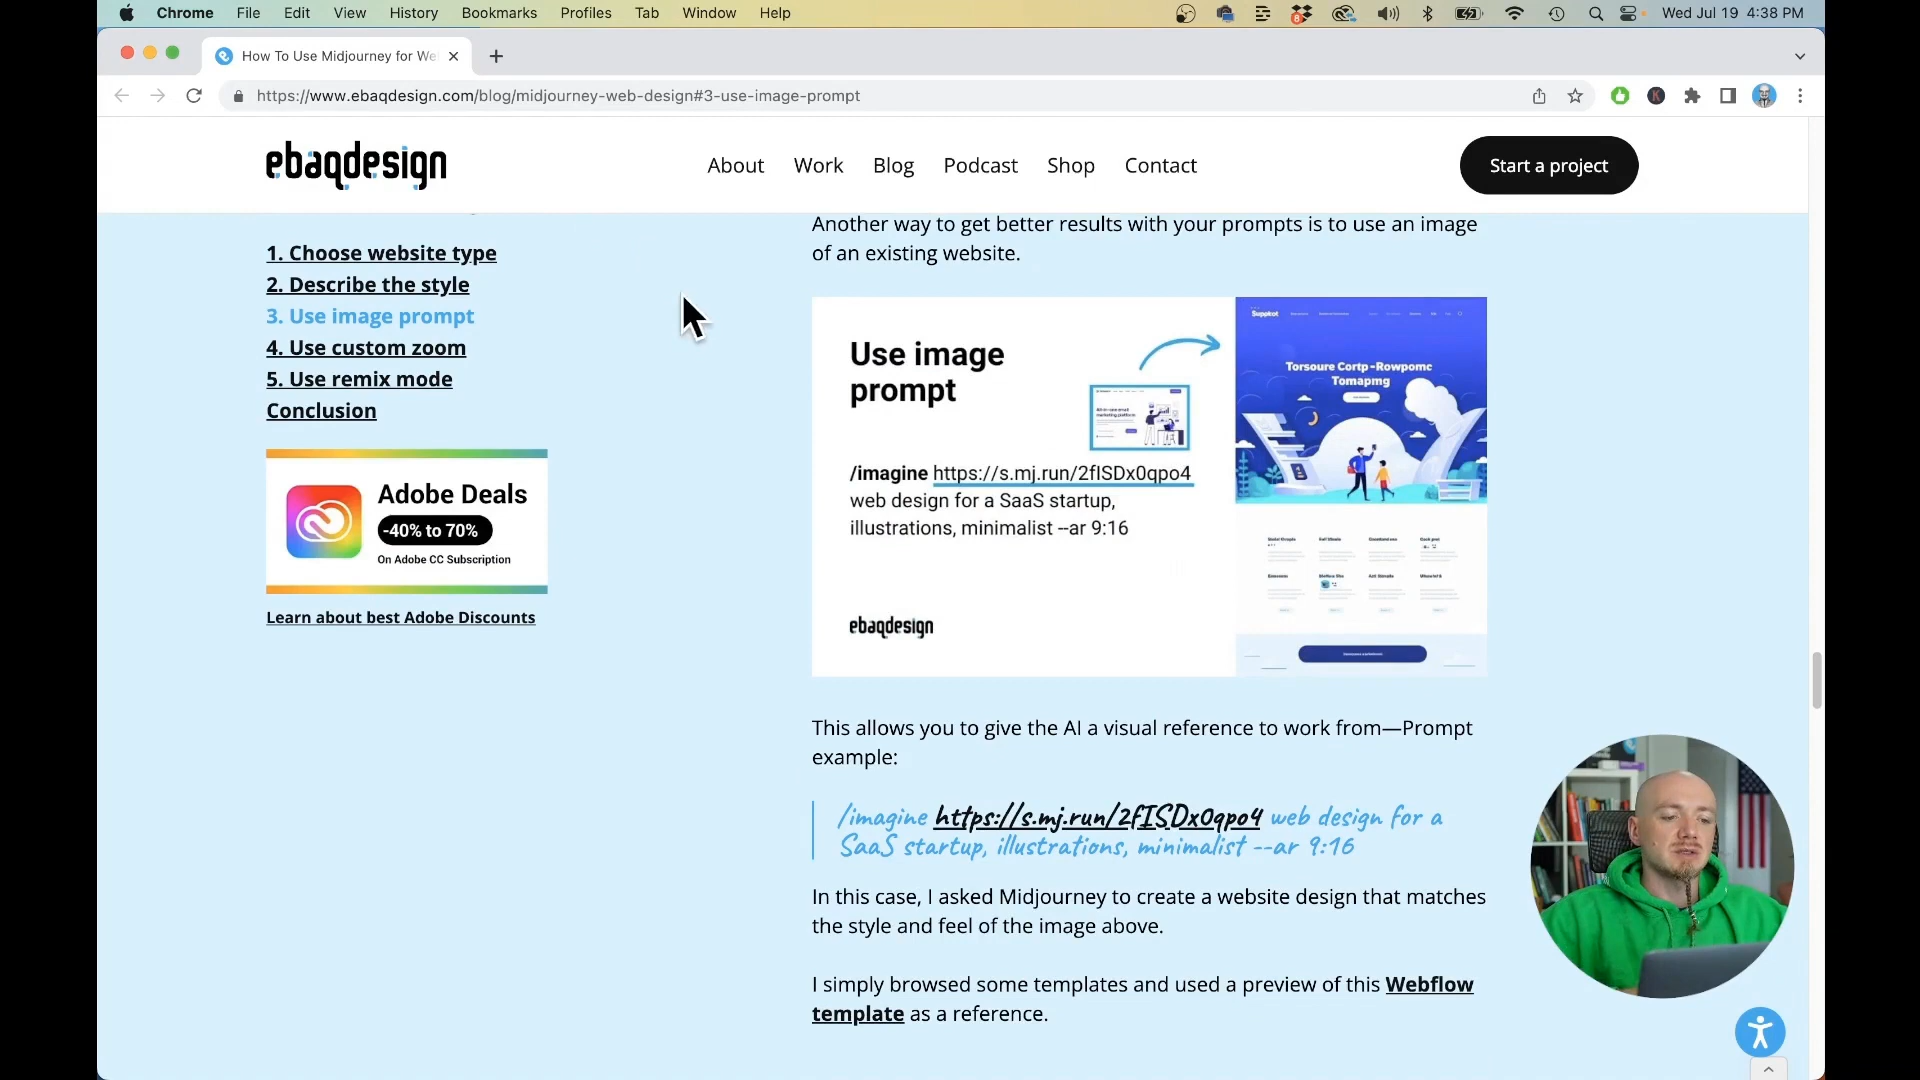 Chrome File Edit View History Bookmarks Profiles Tab Window Help
8
Wed Jul 19 4:38 PM
How To Use Midjourney for We
https://www.ebaqdesign.com/blog/midjourney-web-design#3-use-image-prompt
K
ebaqdesign
About Work Blog Podcast Shop Contact
Start a project
1. Choose website type
2. Describe the style
3. Use image prompt
4. Use custom zoom
5. Use remix mode
Conclusion
Adobe Deals
-40% to 70%
On Adobe CC Subscription
Learn about best Adobe Discounts
Another way to get better results with your prompts is to use an image
of an existing website.
Use image
prompt
/imagine https://s.mj.run/2fISDx0qpo4
web design for a SaaS startup,
illustrations, minimalist --ar 9:16
ebaqdesign
Suppkot
Torsoure Cortp-Rowpomc
Tomapmg
This allows you to give the AI a visual reference to work from—Prompt
example:
/imagine https://s.mj.run/2fISDx0qpo4 web design for a
SaaS startup, illustrations, minimalist --ar 9:16
In this case, I asked Midjourney to create a website design that matches
the style and feel of the image above.
I simply browsed some templates and used a preview of this Webflow
template as a reference.